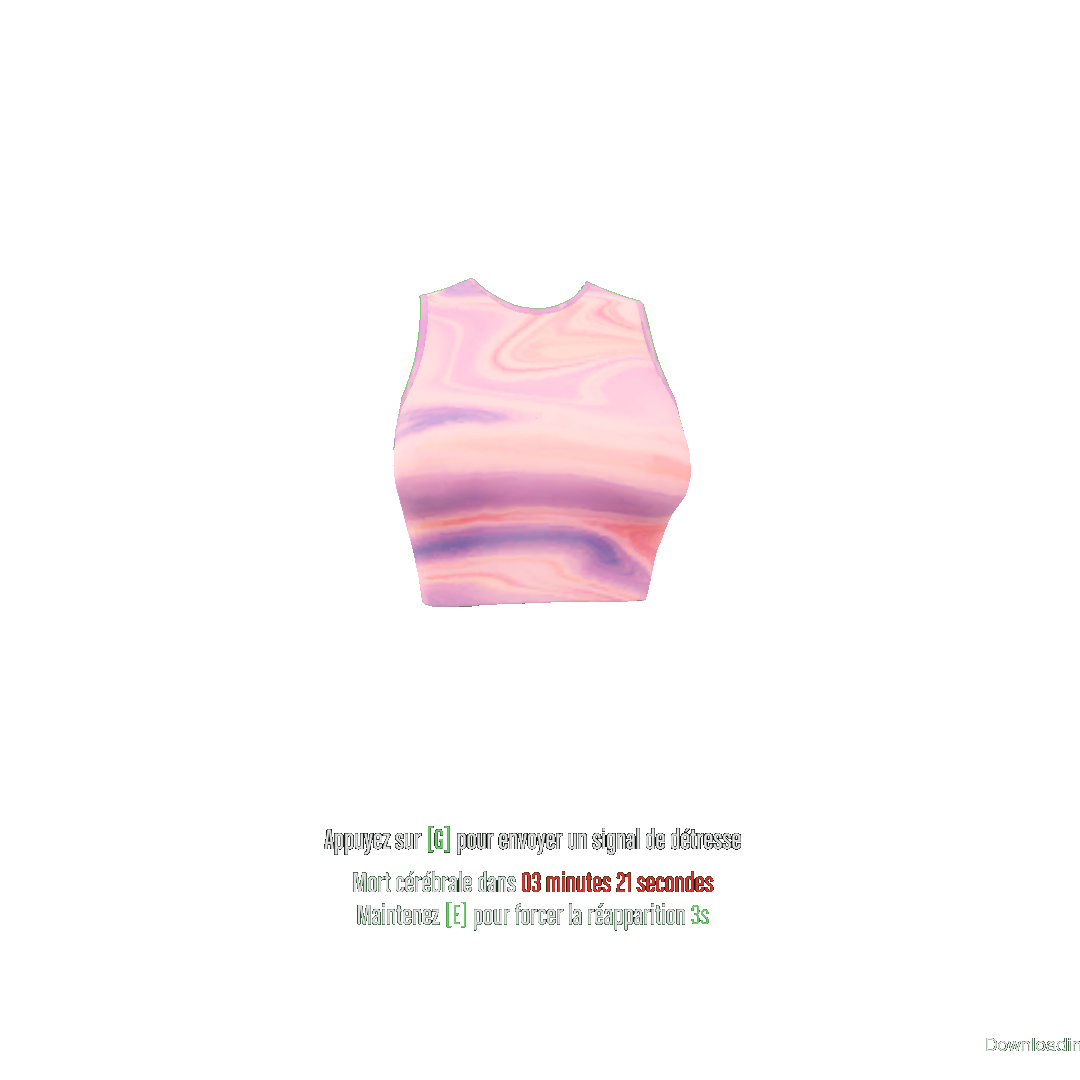 Appuyez sur [G] pour envoyer un signal de détresse
Mort cérébrale dans 03 minutes 21 secondes
Maintenez [E] pour forcer la réapparition 3s
Downloadin